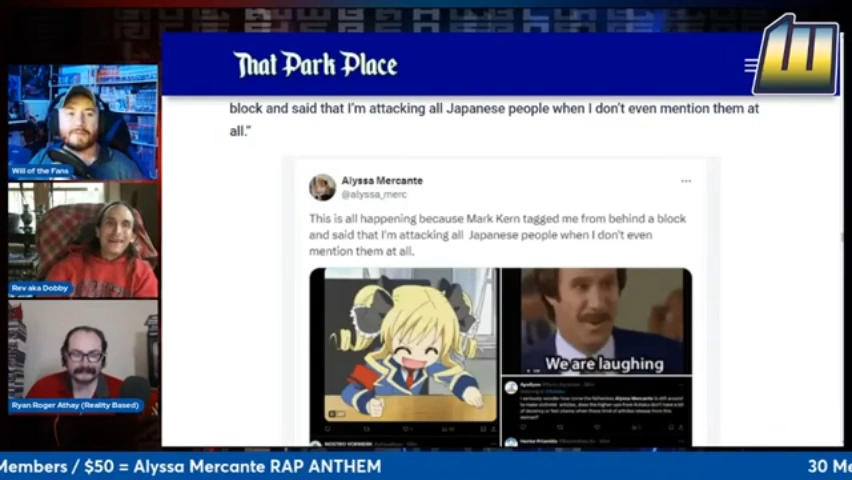 That Park Place
block and said that I'm attacking all Japanese people when I don't even mention them at
all."
Alyssa Mercante
@alyssa_merc
This is all happening because Mark Kern tagged me from behind a block
and said that I'm attacking all Japanese people when I don't even
mention them at all.
We are laughing
Will of the Fans
Rev aka Dobby
Ryan Roger Athay (Reality Based)
Members / $50 = Alyssa Mercante RAP ANTHEM
30 Me